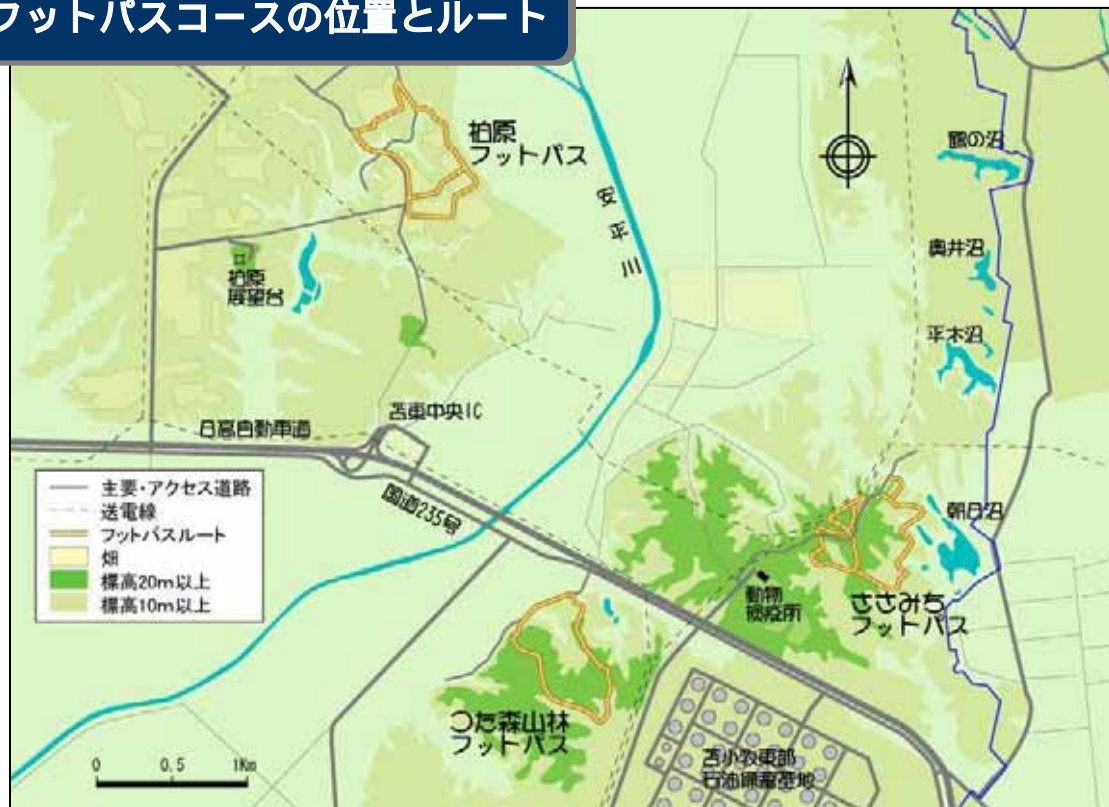 フットパスコースの位置とルート
柏原
フットパス
安平川
鶴の沼
奥井沼
平木沼
柏原
展望台
苫東中央IC
日高自動車道
国道235号
朝日沼
動物
検疫所
ささみち
フットパス
つた森山林
フットパス
苫小牧東部
石油備蓄基地
主要・アクセス道路
送電線
フットパスルート
畑
標高20m以上
標高10m以上
0 0.5 1Km